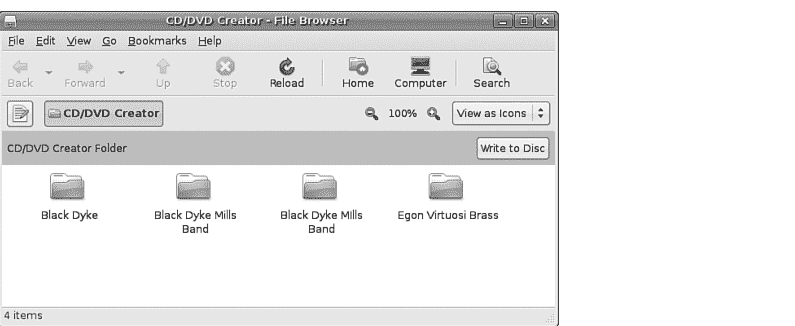 CD/DVD Creator - File Browser
File Edit View Go Bookmarks Help
Back Forward Up Stop Reload Home Computer Search
CD/DVD Creator 100% View as Icons
CD/DVD Creator Folder Write to Disc
Black Dyke Black Dyke Mills Black Dyke MIlls Egon Virtuosi Brass
Band Band
4 items